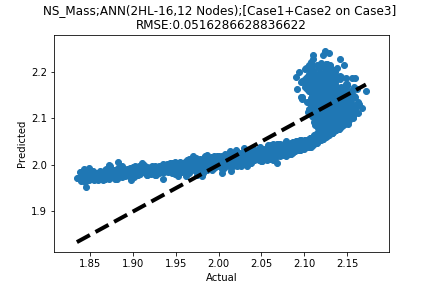 NS_Mass;ANN(2HL-16,12 Nodes);[Case1+Case2 on Case3]
RMSE:0.0516286628836622
2.2
2.1
2.0
1.9
Predicted
1.85 1.90 1.95 2.00 2.05 2.10 2.15
Actual